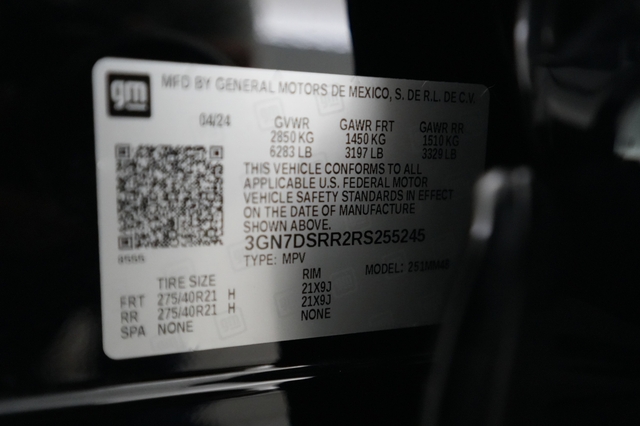 gm MFD BY GENERAL MOTORS DE MEXICO, S. DE R.L. DE C.V.
04/24
GVWR GAWR FRT GAWR RR
2850 KG 1450 KG 1510 KG
6283 LB 3197 LB 3329 LB
THIS VEHICLE CONFORMS TO ALL
APPLICABLE U.S. FEDERAL MOTOR
VEHICLE SAFETY STANDARDS IN EFFECT
ON THE DATE OF MANUFACTURE
SHOWN ABOVE.
3GN7DSRR2RS255245
TYPE: MPV MODEL:
TIRE SIZE RIM
FRT 275/40R21 H 21X9J
RR 275/40R21 H 21X9J
SPA NONE NONE